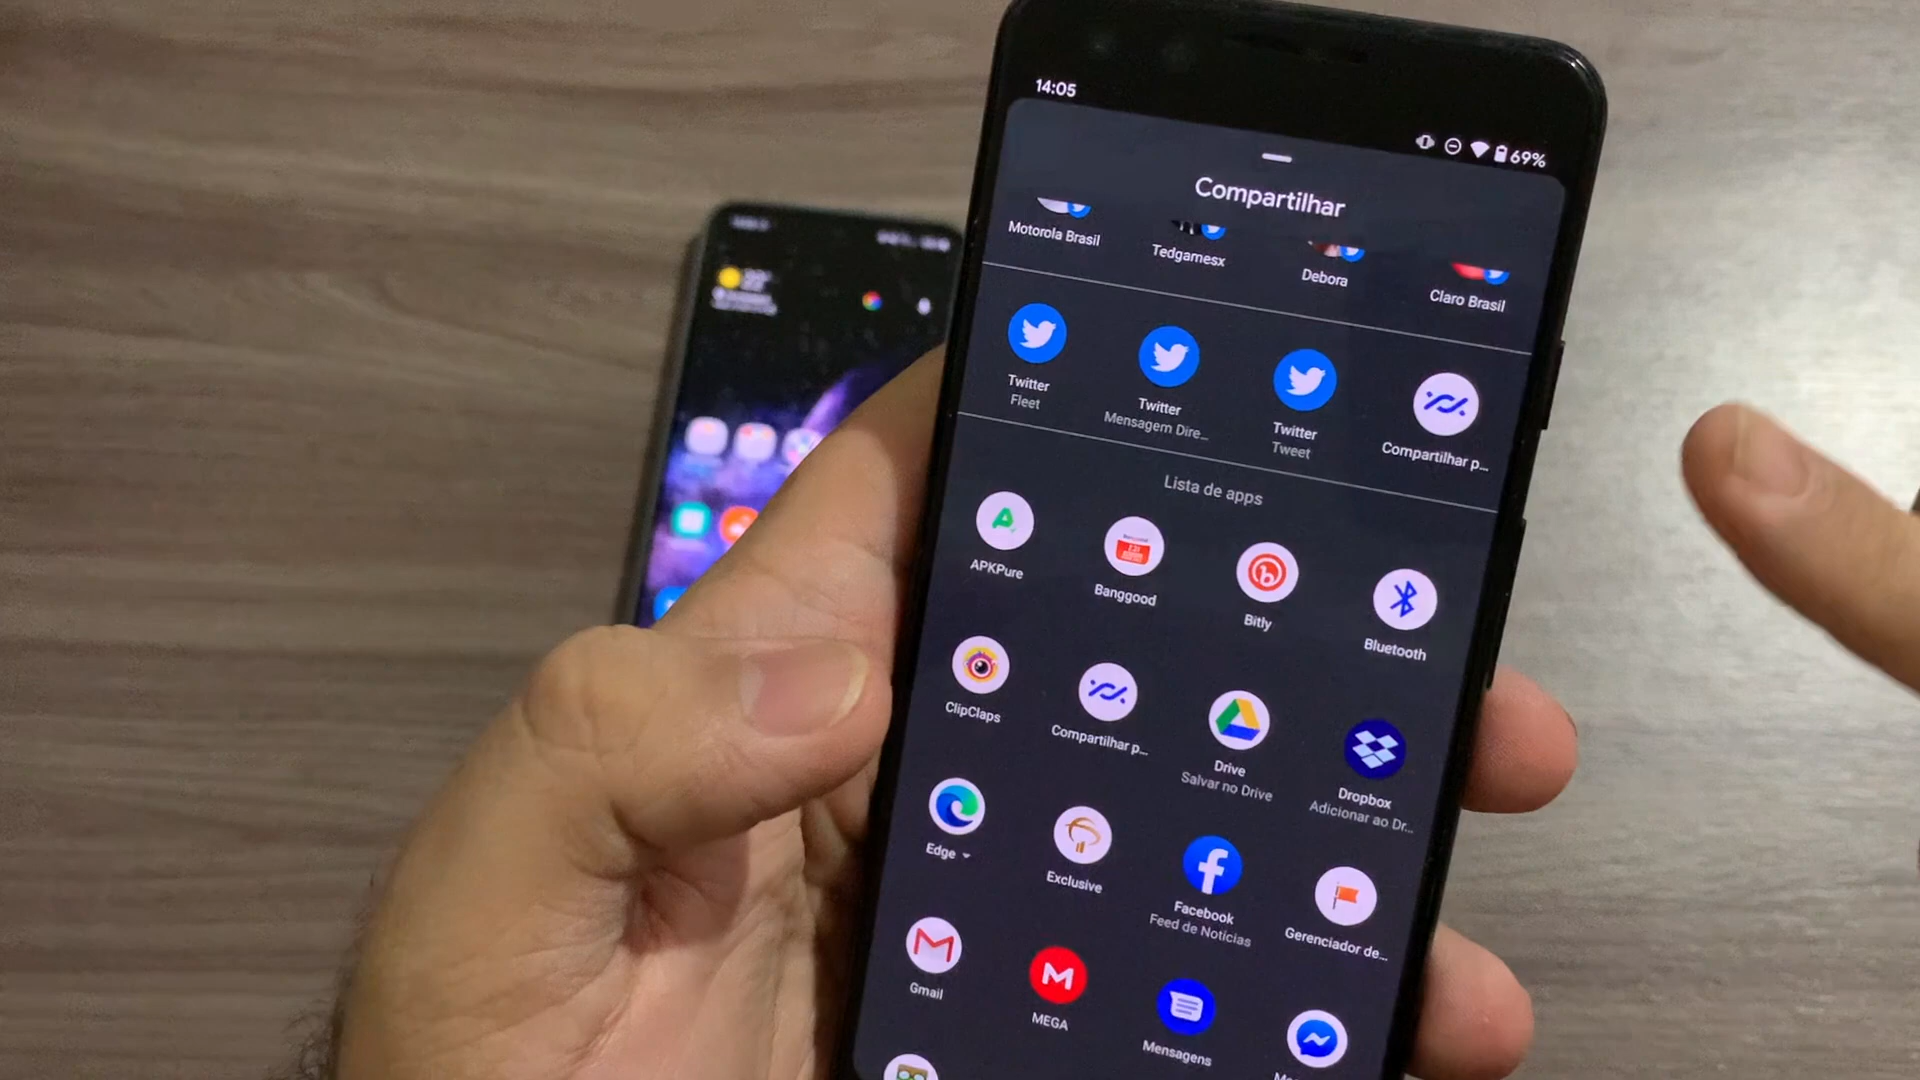 14:05
69%
Compartilhar
Motorola Brasil
Tedgamesx
Debora
Claro Brasil
Twitter
Fleet
Twitter
Mensagem Dire...
Twitter
Tweet
Compartilhar p...
Lista de apps
APKPure
Banggood
Bitly
Bluetooth
ClipClaps
Compartilhar p...
Drive
Salvar no Drive
Dropbox
Adicionar ao Dr...
Edge
Exclusive
Facebook
Feed de Notícias
Gerenciador de...
Gmail
MEGA
Mensagens